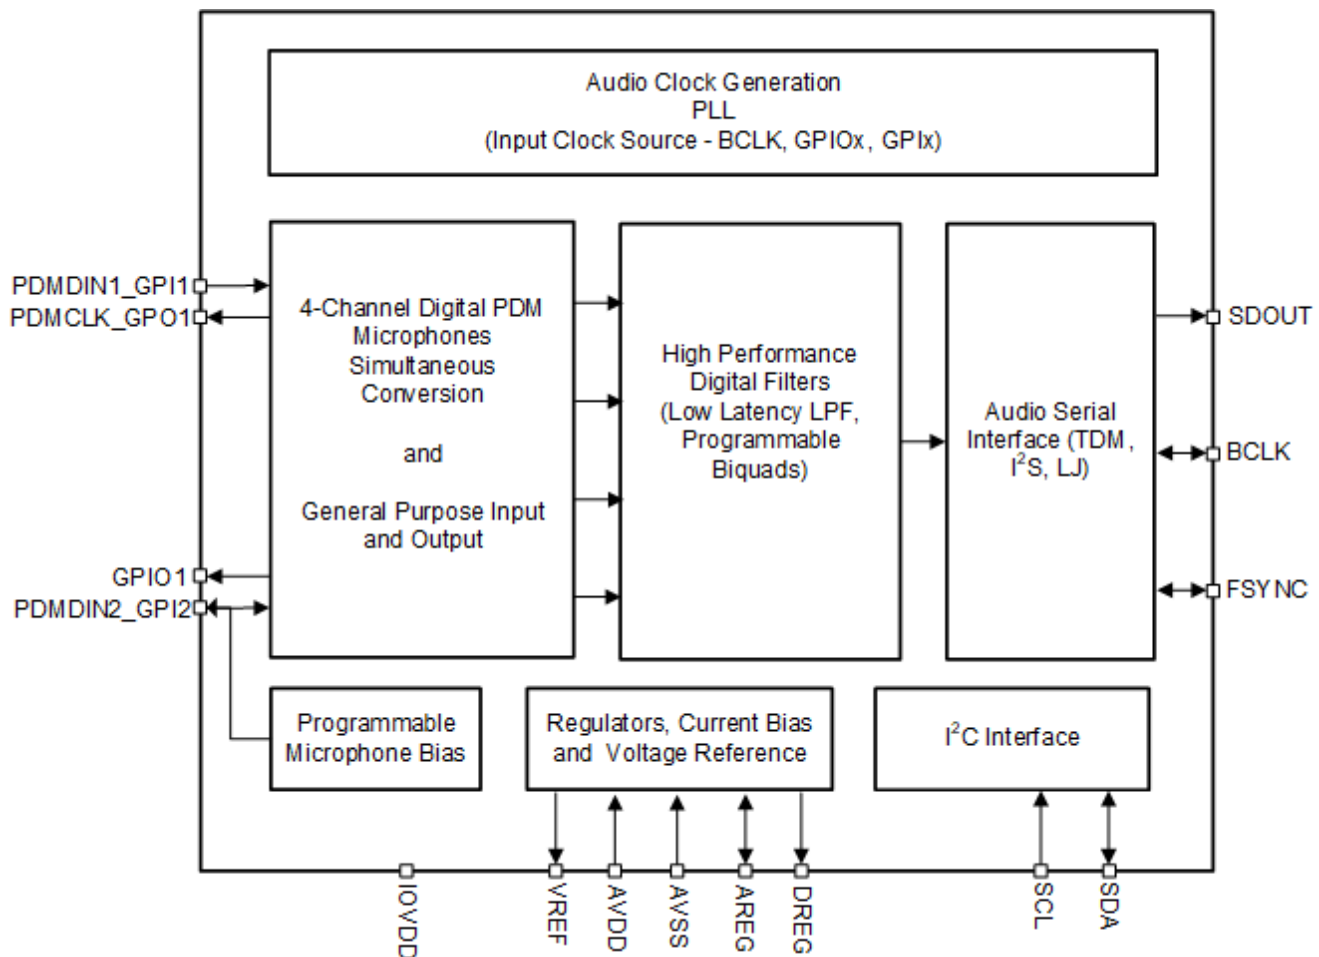 Audio Clock Generation
PLL
(Input Clock Source - BCLK, GPIOx, GPIx)
PDMDIN1_GPI1
PDMCLK_GPO1
GPIO1
PDMDIN2_GPI2
4-Channel Digital PDM
Microphones
Simultaneous
Conversion
and
General Purpose Input
and Output
High Performance
Digital Filters
(Low Latency LPF,
Programmable
Biquads)
Audio Serial
Interface (TDM,
I²S, LJ)
SDOUT
BCLK
FSYNC
Programmable
Microphone Bias
Regulators, Current Bias
and Voltage Reference
I²C Interface
IOVDD
VREF
AVDD
AVSS
AREG
DREG
SCL
SDA